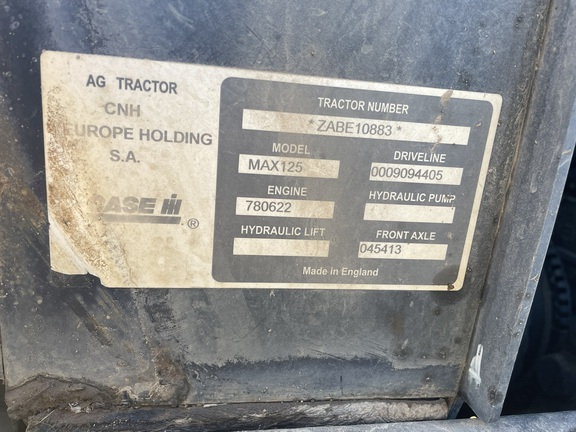 AG TRACTOR
CNH
EUROPE HOLDING
S.A.
CASE IH
®
TRACTOR NUMBER
*ZABE10883*
MODEL
MAX125
DRIVELINE
0009094405
ENGINE
780622
HYDRAULIC PUMP
HYDRAULIC LIFT
FRONT AXLE
045413
Made in England